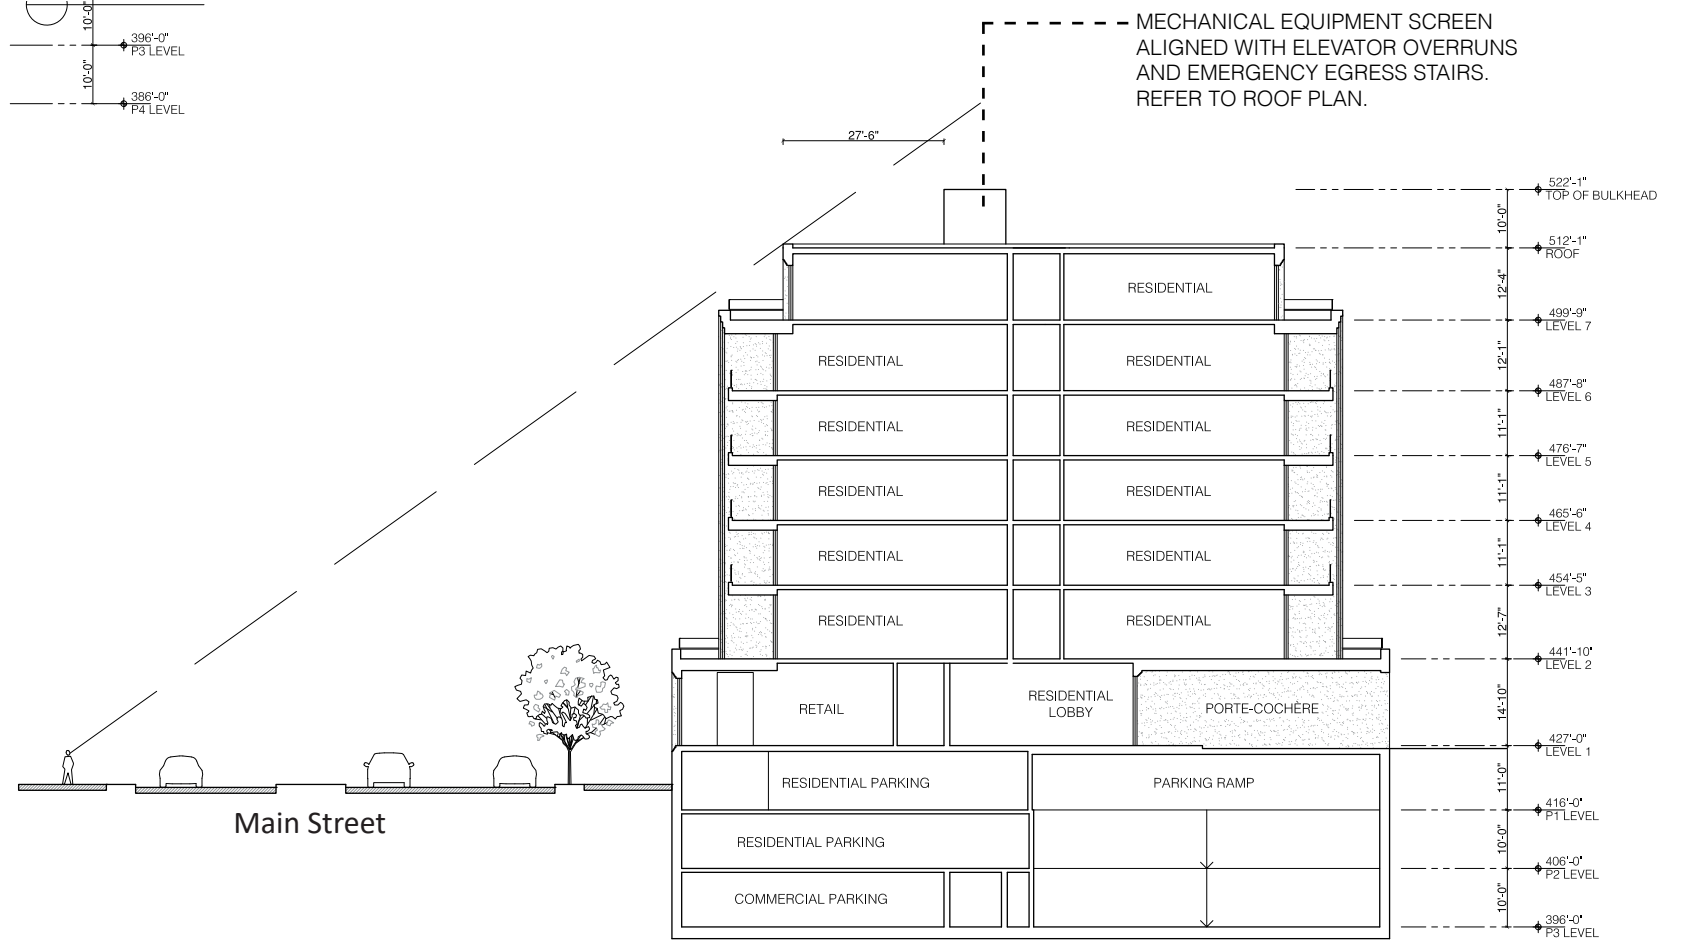 10'-0"
396'-0"
P3 LEVEL
10'-0"
386'-0"
P4 LEVEL
MECHANICAL EQUIPMENT SCREEN
ALIGNED WITH ELEVATOR OVERRUNS
AND EMERGENCY EGRESS STAIRS.
REFER TO ROOF PLAN.
27'-6"
522'-1"
TOP OF BULKHEAD
10'-0"
512'-1"
ROOF
RESIDENTIAL
12'-4"
499'-9"
LEVEL 7
RESIDENTIAL
RESIDENTIAL
12'-1"
487'-8"
LEVEL 6
RESIDENTIAL
RESIDENTIAL
11'-1"
476'-7"
LEVEL 5
RESIDENTIAL
RESIDENTIAL
11'-1"
465'-6"
LEVEL 4
RESIDENTIAL
RESIDENTIAL
11'-1"
454'-5"
LEVEL 3
RESIDENTIAL
RESIDENTIAL
12'-7"
441'-10"
LEVEL 2
RETAIL
RESIDENTIAL
LOBBY
PORTE-COCHÈRE
14'-10"
427'-0"
LEVEL 1
RESIDENTIAL PARKING
PARKING RAMP
11'-0"
416'-0"
P1 LEVEL
Main Street
RESIDENTIAL PARKING
10'-0"
406'-0"
P2 LEVEL
COMMERCIAL PARKING
10'-0"
396'-0"
P3 LEVEL